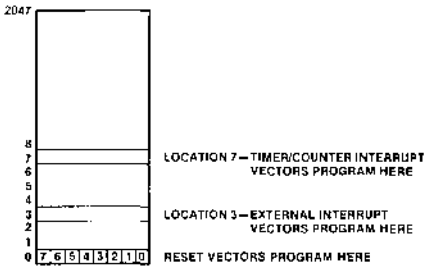 2047
8
7
6
5
4
3
2
1
0 7 6 5 4 3 2 1 0
LOCATION 7—TIMER/COUNTER INTEARUPT
VECTORS PROGRAM HERE
LOCATION 3—EXTERNAL INTERRUPT
VECTORS PROGRAM HERE
RESET VECTORS PROGRAM HERE